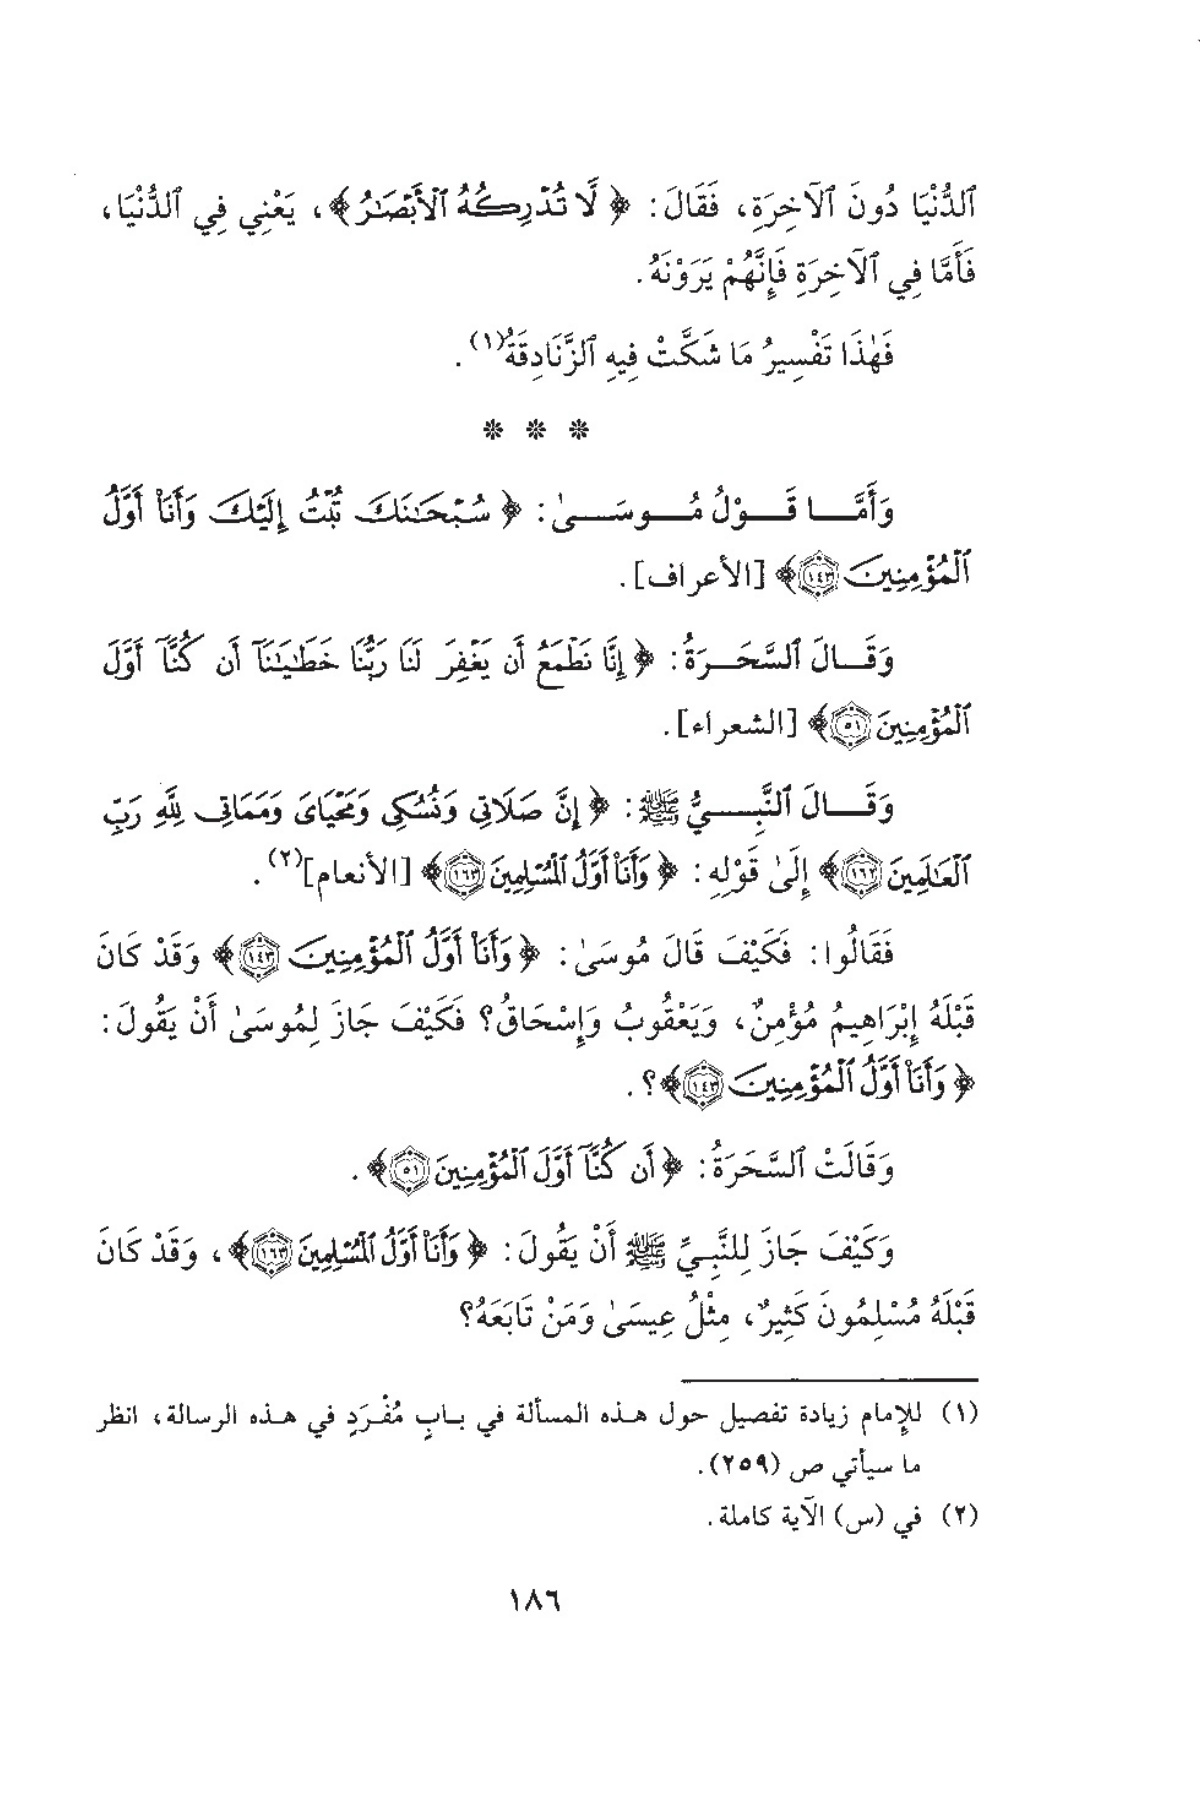 ٱلدُّنْيَا دُونَ ٱلْآخِرَةِ، فَقَالَ: ﴿ لَّا تُدْرِكُهُ ٱلْأَبْصَٰرُ ﴾، يَعْنِي فِي ٱلدُّنْيَا،
فَأَمَّا فِي ٱلْآخِرَةِ فَإِنَّهُمْ يَرَوْنَهُ.
فَهَٰذَا تَفْسِيرُ مَا شَكَّتْ فِيهِ ٱلزَّنَادِقَةُ(١).
* * *
وَأَمَّا قَوْلُ مُوسَىٰ: ﴿ سُبْحَٰنَكَ تُبْتُ إِلَيْكَ وَأَنَا۠ أَوَّلُ
ٱلْمُؤْمِنِينَ ١٤٣﴾ [الأعراف].
وَقَالَ ٱلسَّحَرَةُ: ﴿ إِنَّا نَطْمَعُ أَن يَغْفِرَ لَنَا رَبُّنَا خَطَٰيَٰنَآ أَن كُنَّآ أَوَّلَ
ٱلْمُؤْمِنِينَ ٥١﴾ [الشعراء].
وَقَالَ ٱلنَّبِيُّ ﷺ: ﴿ إِنَّ صَلَاتِي وَنُسُكِي وَمَحْيَايَ وَمَمَاتِي لِلَّهِ رَبِّ
ٱلْعَٰلَمِينَ ١٦٢﴾ إِلَىٰ قَوْلِهِ: ﴿ وَأَنَا۠ أَوَّلُ ٱلْمُسْلِمِينَ ١٦٣﴾ [الأنعام](٢).
فَقَالُوا: فَكَيْفَ قَالَ مُوسَىٰ: ﴿ وَأَنَا۠ أَوَّلُ ٱلْمُؤْمِنِينَ ١٤٣﴾ وَقَدْ كَانَ
قَبْلَهُ إِبْرَاهِيمُ مُؤْمِنٌ، وَيَعْقُوبُ وَإِسْحَاقُ؟ فَكَيْفَ جَازَ لِمُوسَىٰ أَنْ يَقُولَ:
﴿ وَأَنَا۠ أَوَّلُ ٱلْمُؤْمِنِينَ ١٤٣﴾؟.
وَقَالَتْ ٱلسَّحَرَةُ: ﴿ أَن كُنَّآ أَوَّلَ ٱلْمُؤْمِنِينَ ٥١﴾.
وَكَيْفَ جَازَ لِلنَّبِيِّ ﷺ أَنْ يَقُولَ: ﴿ وَأَنَا۠ أَوَّلُ ٱلْمُسْلِمِينَ ١٦٣﴾، وَقَدْ كَانَ
قَبْلَهُ مُسْلِمُونَ كَثِيرٌ، مِثْلُ عِيسَىٰ وَمَنْ تَابَعَهُ؟
(١) للإمام زيادة تفصيل حول هذه المسألة في بابٍ مُفْرَدٍ في هذه الرسالة، انظر
ما سيأتي ص (٢٥٩).
(٢) في (س) الآية كاملة.
١٨٦